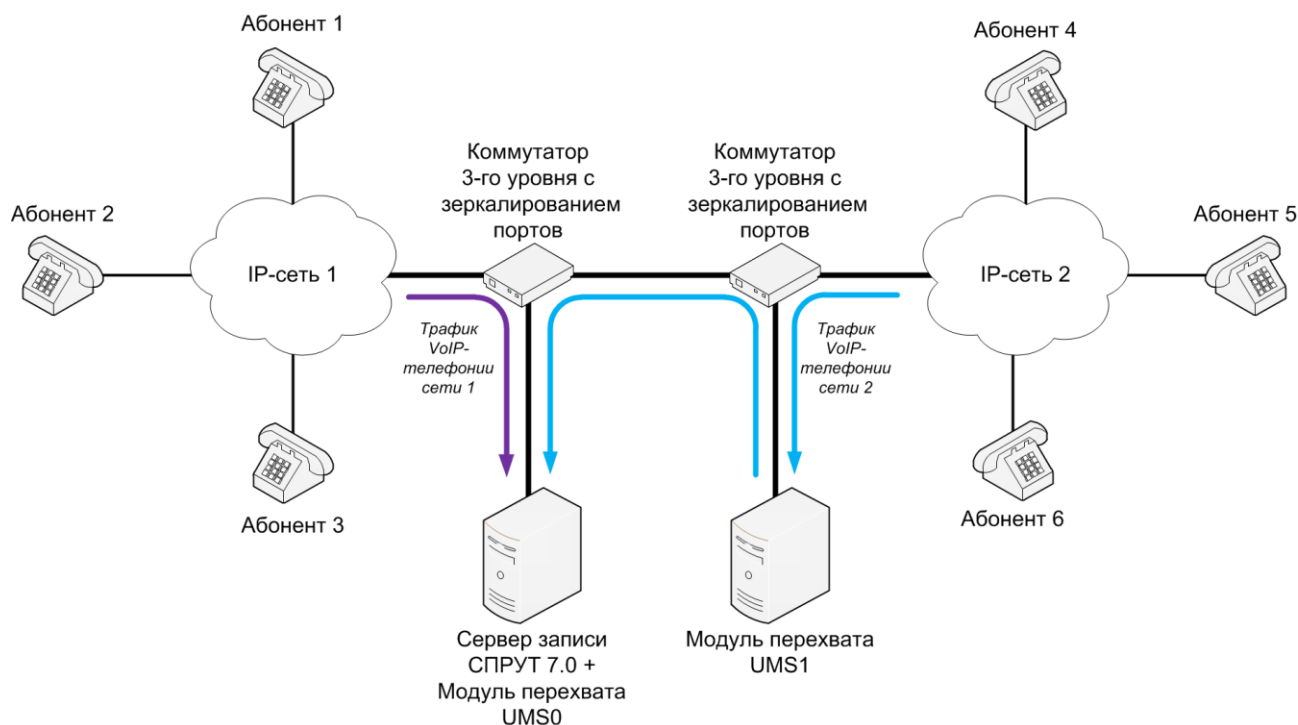 Абонент 1
Абонент 4
Коммутатор
3-го уровня с
зеркалированием
портов
Коммутатор
3-го уровня с
зеркалированием
портов
Абонент 2
Абонент 5
IP-сеть 1
IP-сеть 2
Трафик
VoIP-
телефонии
сети 1
Трафик
VoIP-
телефонии
сети 2
Абонент 3
Абонент 6
Сервер записи
СПРУТ 7.0 +
Модуль перехвата
UMS0
Модуль перехвата
UMS1